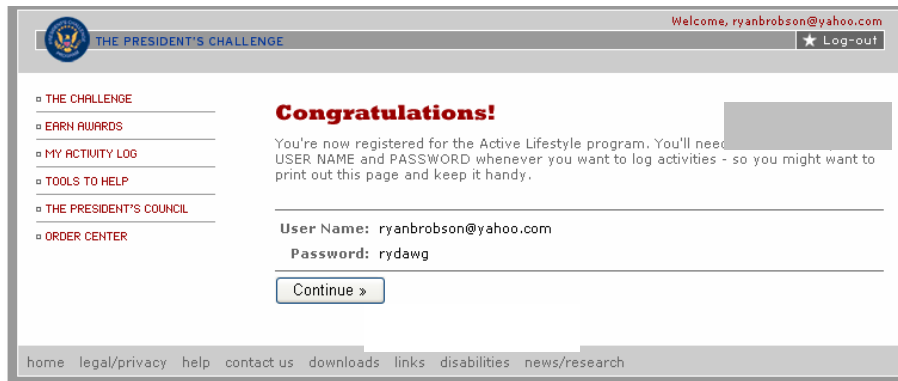 Welcome, ryanbrobson@yahoo.com
THE PRESIDENT'S CHALLENGE
★ Log-out
THE CHALLENGE
EARN AWARDS
MY ACTIVITY LOG
TOOLS TO HELP
THE PRESIDENT'S COUNCIL
ORDER CENTER
Congratulations!
You're now registered for the Active Lifestyle program. You'll
USER NAME and PASSWORD whenever you want to log activities - so you might want to
print out this page and keep it handy.
User Name: ryanbrobson@yahoo.com
Password: rydawg
Continue »
home legal/privacy help contact us downloads links disabilities news/research